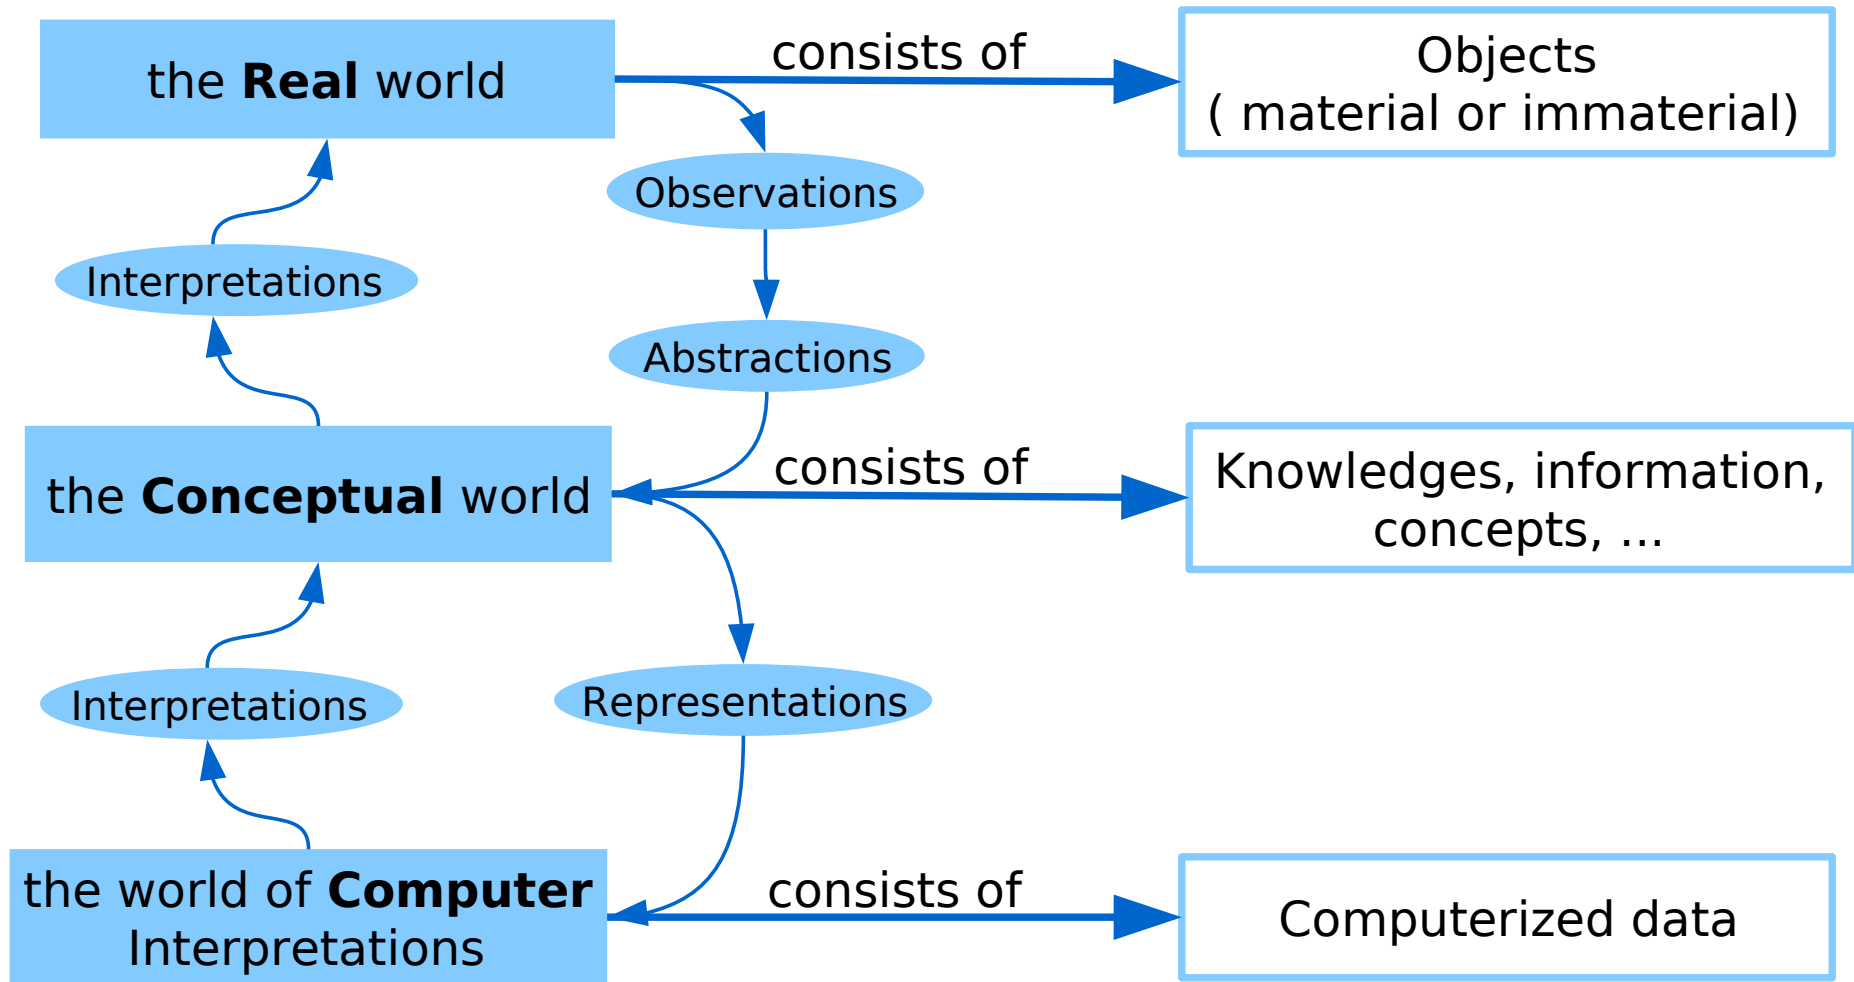 the Real world
consists of
Objects
( material or immaterial)
Observations
Interpretations
Abstractions
the Conceptual world
consists of
Knowledges, information,
concepts, ...
Interpretations
Representations
the world of Computer
Interpretations
consists of
Computerized data